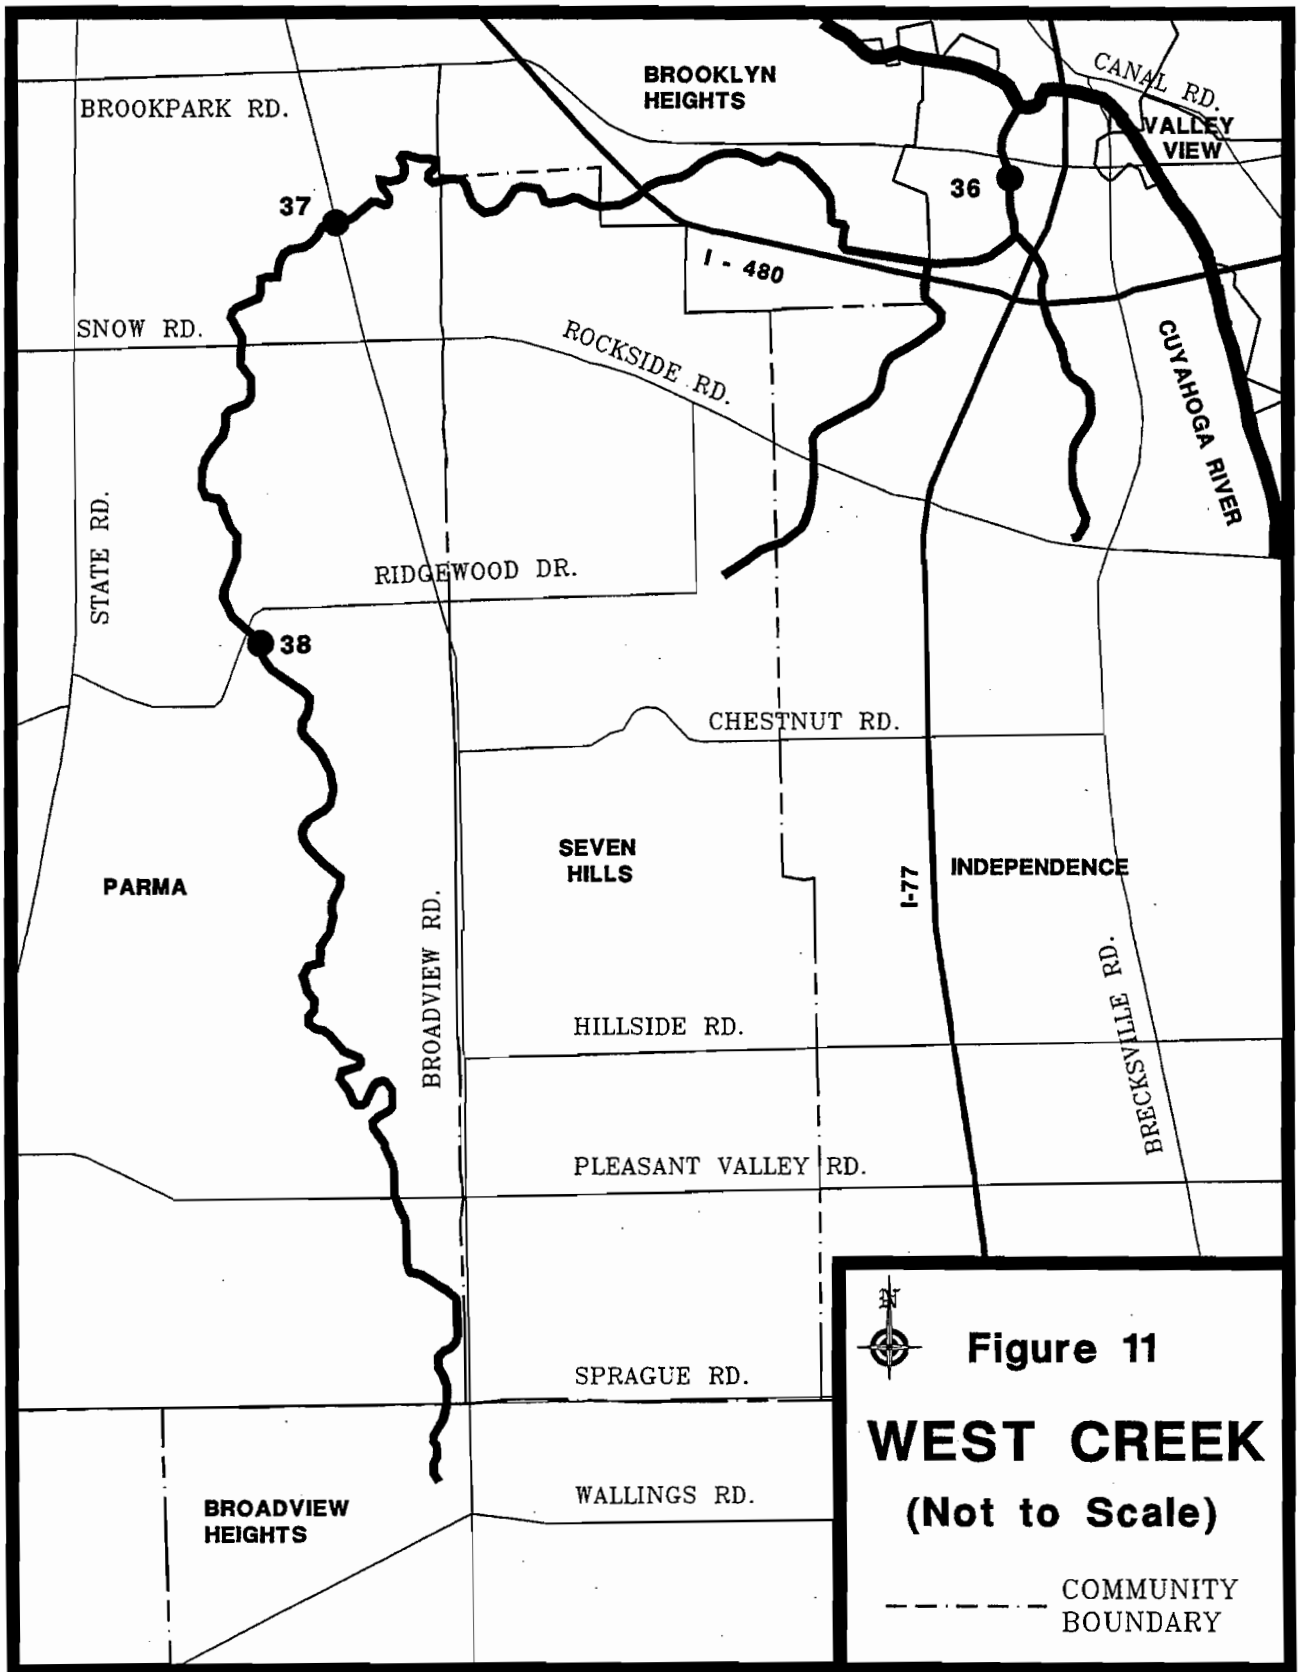 BROOKLYN
HEIGHTS
CANAL RD.
BROOKPARK RD.
VALLEY
VIEW
36
37
I - 480
SNOW RD.
ROCKSIDE RD.
CUYAHOGA RIVER
STATE RD.
RIDGEWOOD DR.
38
CHESTNUT RD.
SEVEN
HILLS
PARMA
I-77
INDEPENDENCE
BROADVIEW RD.
BRECKSVILLE RD.
HILLSIDE RD.
PLEASANT VALLEY RD.
SPRAGUE RD.
WALLINGS RD.
BROADVIEW
HEIGHTS
N
Figure 11
WEST CREEK
(Not to Scale)
COMMUNITY
BOUNDARY